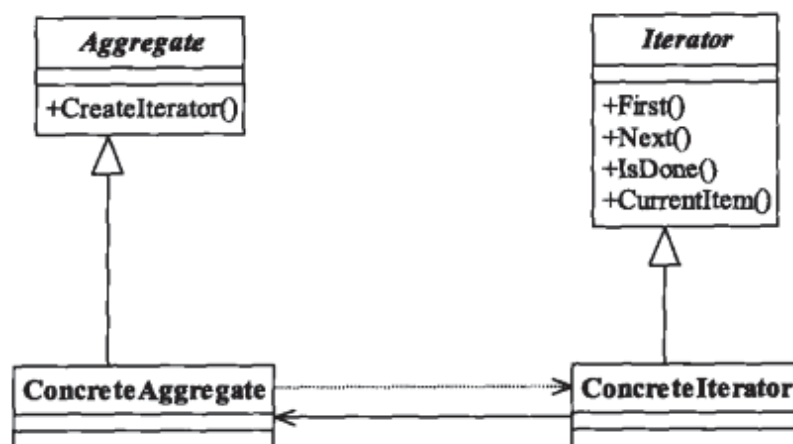 Aggregate
+CreateIterator()
Iterator
+First()
+Next()
+IsDone()
+CurrentItem()
ConcreteAggregate
ConcreteIterator